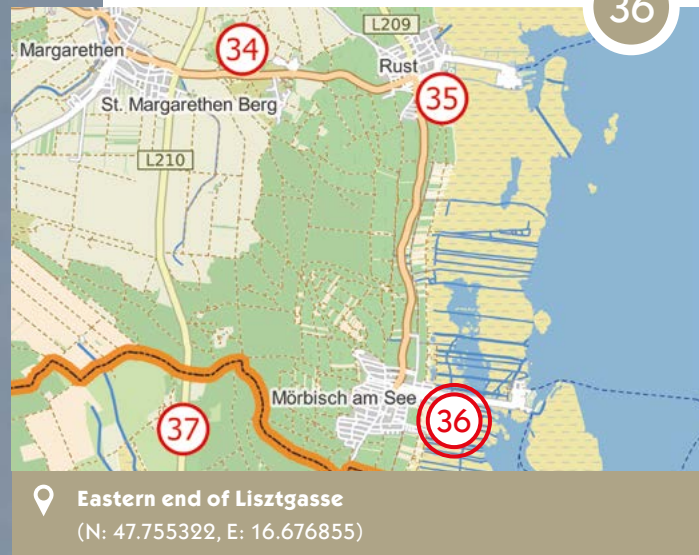 36
L209
Margarethen
34
Rust
35
St. Margarethen Berg
L210
Mörbisch am See
36
37
Eastern end of Lisztgasse
(N: 47.755322, E: 16.676855)